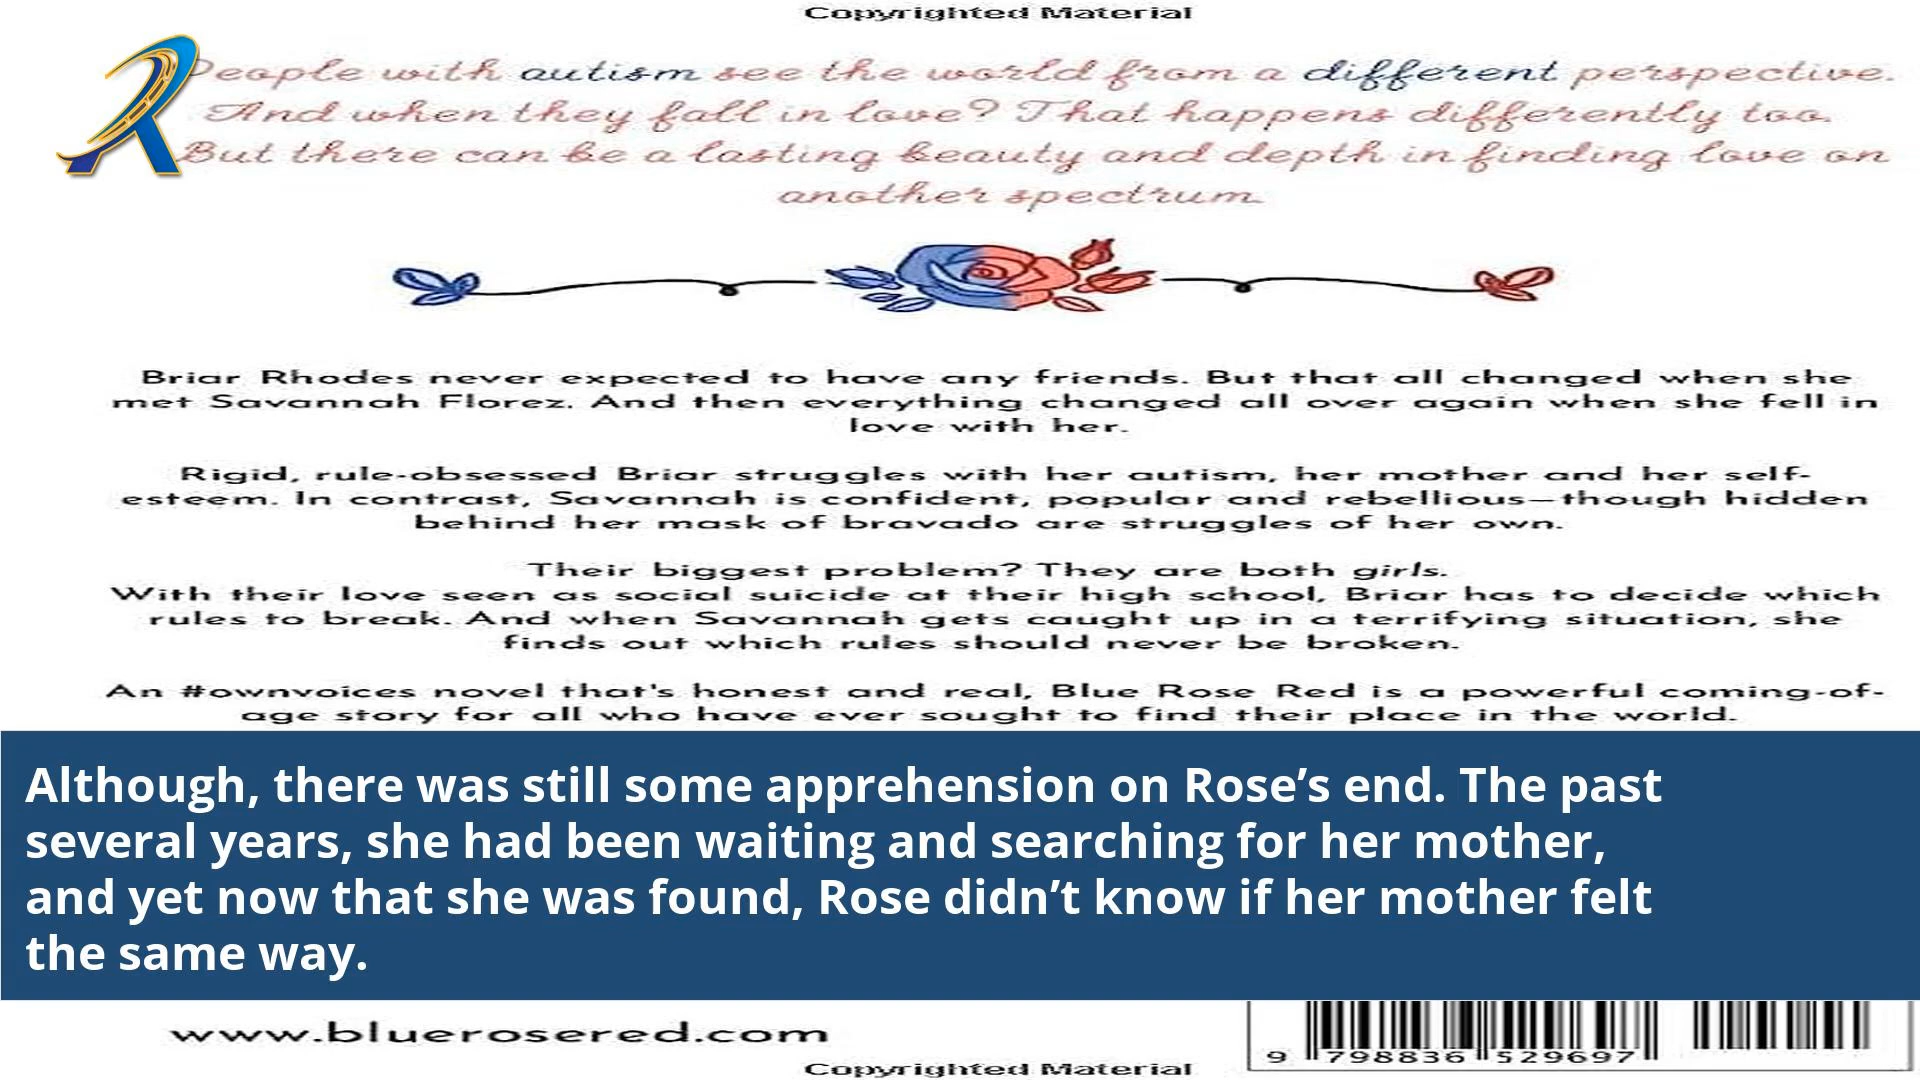 Copyrighted Material
People with autism see the world from a different perspective.
And when they fall in love? That happens differently too.
But there can be a lasting beauty and depth in finding love on
another spectrum.
Briar Rhodes never expected to have any friends. But that all changed when she
met Savannah Florez. And then everything changed all over again when she fell in
love with her.
Rigid, rule-obsessed Briar struggles with her autism, her mother and her self-
esteem. In contrast, Savannah is confident, popular and rebellious—though hidden
behind her mask of bravado are struggles of her own.
Their biggest problem? They are both girls.
With their love seen as social suicide at their high school, Briar has to decide which
rules to break. And when Savannah gets caught up in a terrifying situation, she
finds out which rules should never be broken.
An #ownvoices novel that's honest and real, Blue Rose Red is a powerful coming-of-
age story for all who have ever sought to find their place in the world.
Although, there was still some apprehension on Rose’s end. The past
several years, she had been waiting and searching for her mother,
and yet now that she was found, Rose didn’t know if her mother felt
the same way.
www.bluerosered.com
9 798836 529697
Copyrighted Material